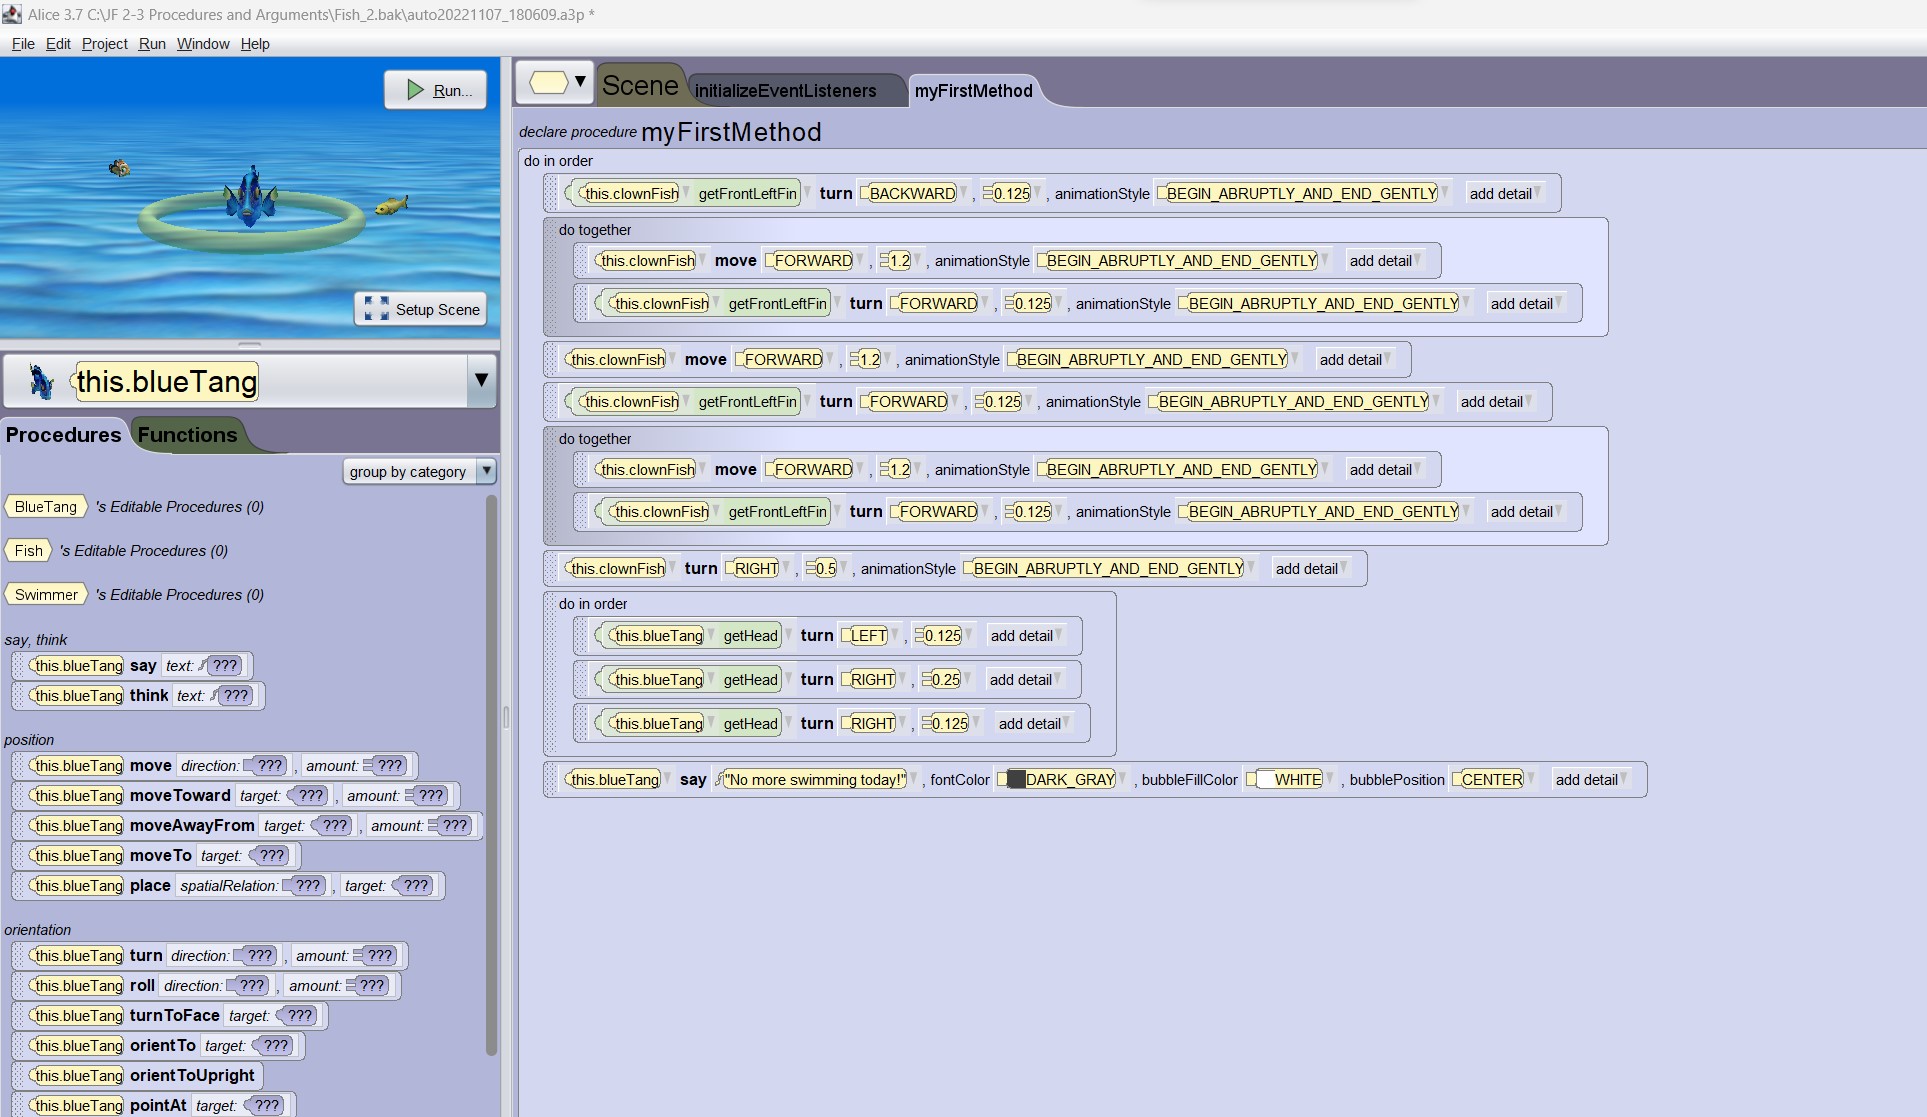 Alice 3.7 C:\JF 2-3 Procedures and Arguments\Fish_2.bak\auto20221107_180609.a3p *
File Edit Project Run Window Help
Run...
Setup Scene
this.blueTang
Procedures Functions
group by category
BlueTang 's Editable Procedures (0)
Fish 's Editable Procedures (0)
Swimmer 's Editable Procedures (0)
say, think
this.blueTang say text: ???
this.blueTang think text: ???
position
this.blueTang move direction: ??? , amount: ???
this.blueTang moveToward target: ??? , amount: ???
this.blueTang moveAwayFrom target: ??? , amount: ???
this.blueTang moveTo target: ???
this.blueTang place spatialRelation: ??? , target: ???
orientation
this.blueTang turn direction: ??? , amount: ???
this.blueTang roll direction: ??? , amount: ???
this.blueTang turnToFace target: ???
this.blueTang orientTo target: ???
this.blueTang orientToUpright
this.blueTang pointAt target: ???
Scene initializeEventListeners myFirstMethod
declare procedure myFirstMethod
do in order
this.clownFish getFrontLeftFin turn BACKWARD , 0.125 , animationStyle BEGIN_ABRUPTLY_AND_END_GENTLY add detail
do together
this.clownFish move FORWARD , 1.2 , animationStyle BEGIN_ABRUPTLY_AND_END_GENTLY add detail
this.clownFish getFrontLeftFin turn FORWARD , 0.125 , animationStyle BEGIN_ABRUPTLY_AND_END_GENTLY add detail
this.clownFish move FORWARD , 1.2 , animationStyle BEGIN_ABRUPTLY_AND_END_GENTLY add detail
this.clownFish getFrontLeftFin turn FORWARD , 0.125 , animationStyle BEGIN_ABRUPTLY_AND_END_GENTLY add detail
do together
this.clownFish move FORWARD , 1.2 , animationStyle BEGIN_ABRUPTLY_AND_END_GENTLY add detail
this.clownFish getFrontLeftFin turn FORWARD , 0.125 , animationStyle BEGIN_ABRUPTLY_AND_END_GENTLY add detail
this.clownFish turn RIGHT , 0.5 , animationStyle BEGIN_ABRUPTLY_AND_END_GENTLY add detail
do in order
this.blueTang getHead turn LEFT , 0.125 add detail
this.blueTang getHead turn RIGHT , 0.25 add detail
this.blueTang getHead turn RIGHT , 0.125 add detail
this.blueTang say "No more swimming today!" , fontColor DARK_GRAY , bubbleFillColor WHITE , bubblePosition CENTER add detail